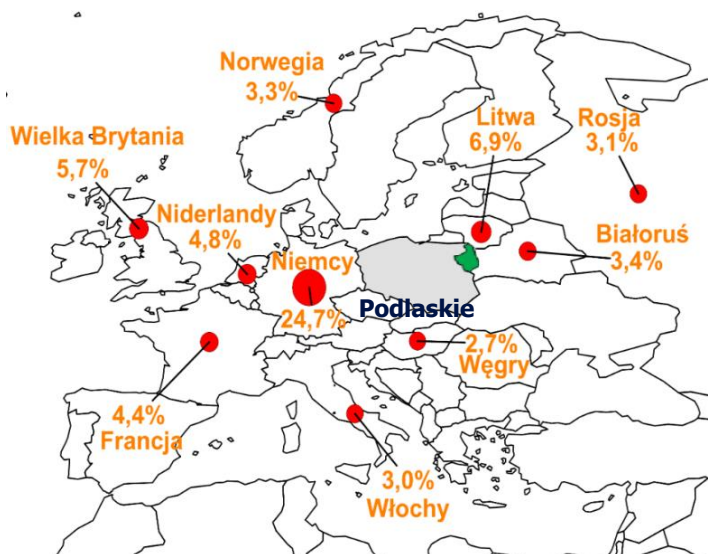 Norwegia
3,3%
Litwa
6,9%
Rosja
3,1%
Wielka Brytania
5,7%
Niderlandy
4,8%
Białoruś
3,4%
Niemcy
24,7%
Podlaskie
2,7%
Węgry
4,4%
Francja
3,0%
Włochy